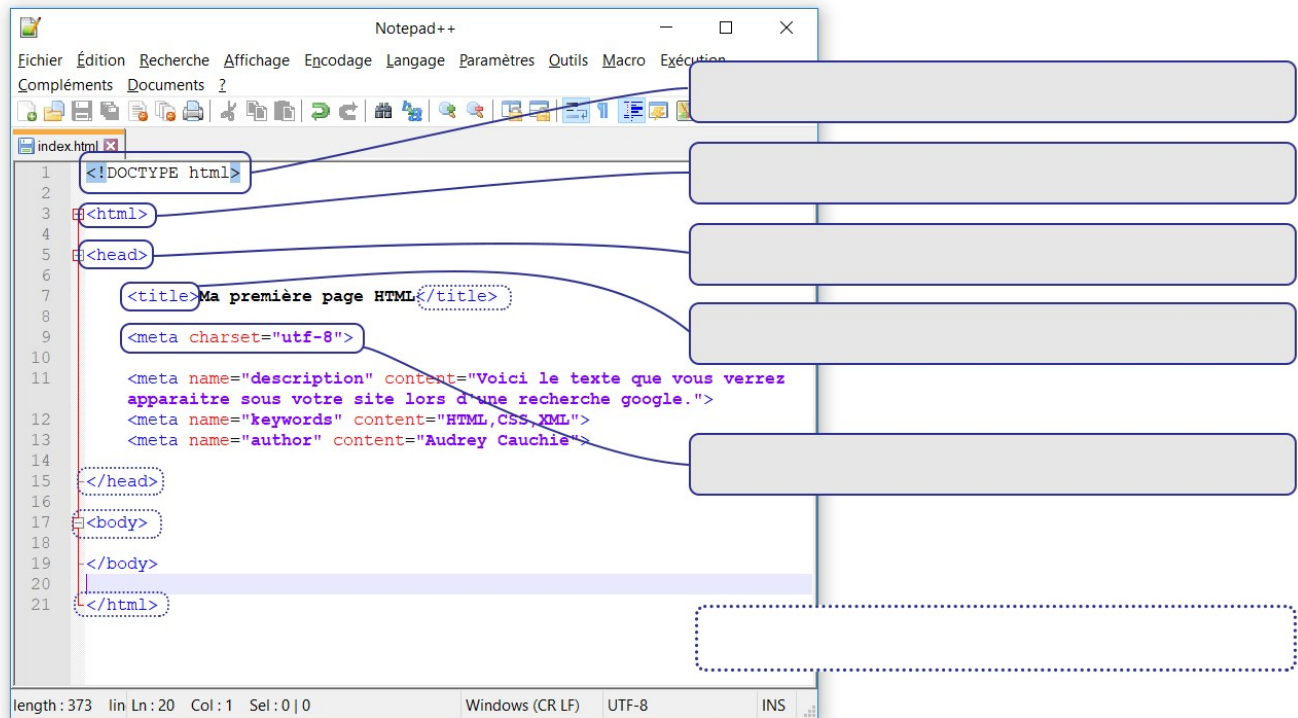 Notepad++
Fichier Édition Recherche Affichage Encodage Langage Paramètres Outils Macro Exécution
Compléments Documents ?
index.html
1 <!DOCTYPE html>
2
3 <html>
4
5 <head>
6
7 <title>Ma première page HTML</title>
8
9 <meta charset="utf-8">
10
11 <meta name="description" content="Voici le texte que vous verrez
apparaitre sous votre site lors d'une recherche google.">
12 <meta name="keywords" content="HTML,CSS,XML">
13 <meta name="author" content="Audrey Cauchie">
14
15 </head>
16
17 <body>
18
19 </body>
20
21 </html>
length : 373 lin Ln : 20 Col : 1 Sel : 0 | 0 Windows (CR LF) UTF-8 INS